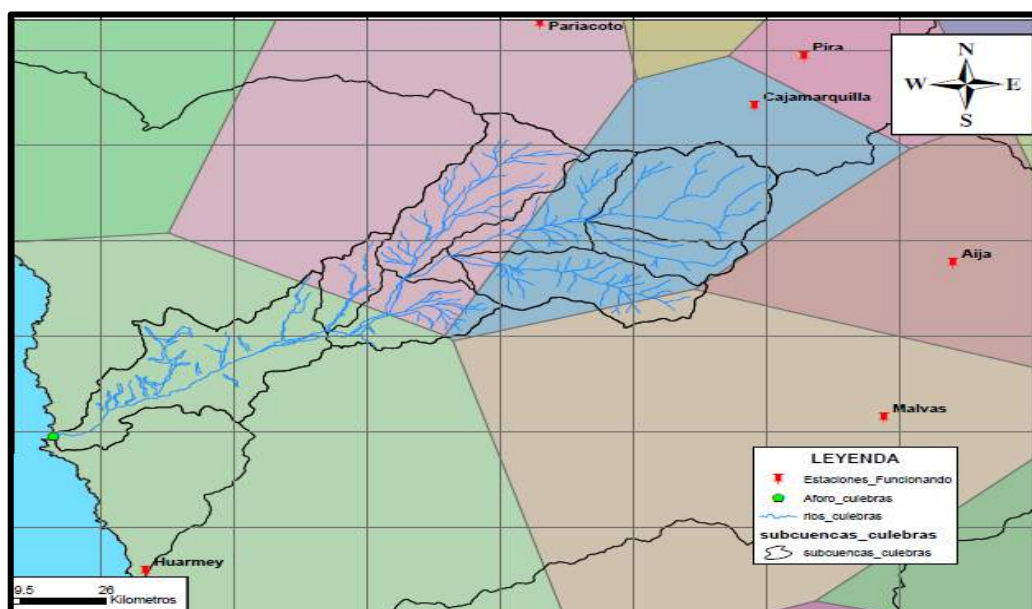 Pariacoto
Pira
Cajamarquilla
N
W E
S
Aija
Malvas
LEYENDA
Estaciones_Funcionando
Aforo_culebras
rios_culebras
subcuencas_culebras
subcuencas_culebras
Huarmey
9.5 26
Kilometros